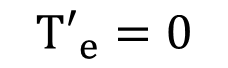 T′ₑ = 0